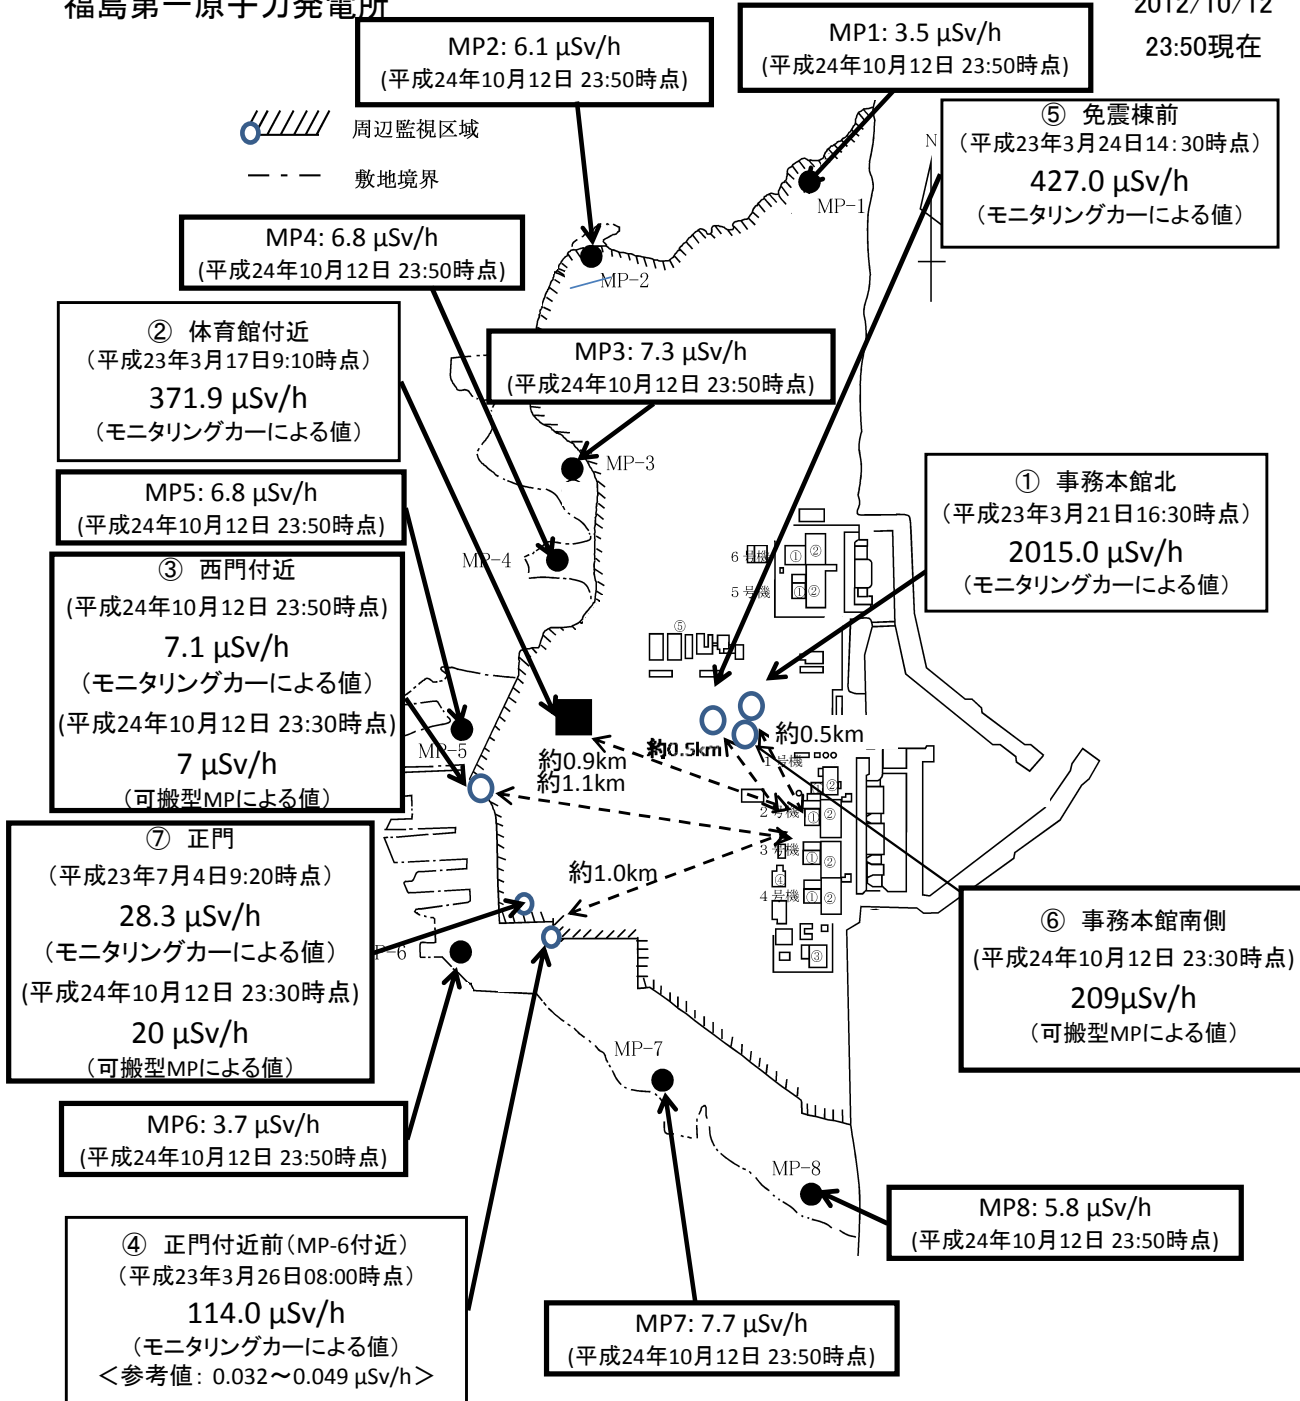 福島第一原子力発電所
2012/10/12
23:50現在
MP2: 6.1 μSv/h
(平成24年10月12日 23:50時点)
MP1: 3.5 μSv/h
(平成24年10月12日 23:50時点)
周辺監視区域
敷地境界
⑤ 免震棟前
（平成23年3月24日14：30時点）
427.0 μSv/h
（モニタリングカーによる値）
N
MP-1
MP4: 6.8 μSv/h
(平成24年10月12日 23:50時点)
MP-2
② 体育館付近
（平成23年3月17日9:10時点）
371.9 μSv/h
（モニタリングカーによる値）
MP3: 7.3 μSv/h
(平成24年10月12日 23:50時点)
MP-3
① 事務本館北
（平成23年3月21日16:30時点）
2015.0 μSv/h
（モニタリングカーによる値）
MP5: 6.8 μSv/h
(平成24年10月12日 23:50時点)
MP-4
6号機
① ②
5号機
① ②
③ 西門付近
(平成24年10月12日 23:50時点)
7.1 μSv/h
（モニタリングカーによる値）
(平成24年10月12日 23:30時点)
7 μSv/h
（可搬型MPによる値）
⑤
MP-5
約0.9km
約1.1km
約0.5km
約0.5km
1号機
②
2号機
① ②
3号機
① ②
④
4号機
① ②
③
約1.0km
⑦ 正門
（平成23年7月4日9:20時点）
28.3 μSv/h
（モニタリングカーによる値）
(平成24年10月12日 23:30時点)
20 μSv/h
（可搬型MPによる値）
P-6
⑥ 事務本館南側
(平成24年10月12日 23:30時点)
209μSv/h
（可搬型MPによる値）
MP-7
MP6: 3.7 μSv/h
(平成24年10月12日 23:50時点)
MP-8
MP8: 5.8 μSv/h
(平成24年10月12日 23:50時点)
④ 正門付近前（MP-6付近）
（平成23年3月26日08:00時点）
114.0 μSv/h
（モニタリングカーによる値）
＜参考値： 0.032～0.049 μSv/h＞
MP7: 7.7 μSv/h
(平成24年10月12日 23:50時点)